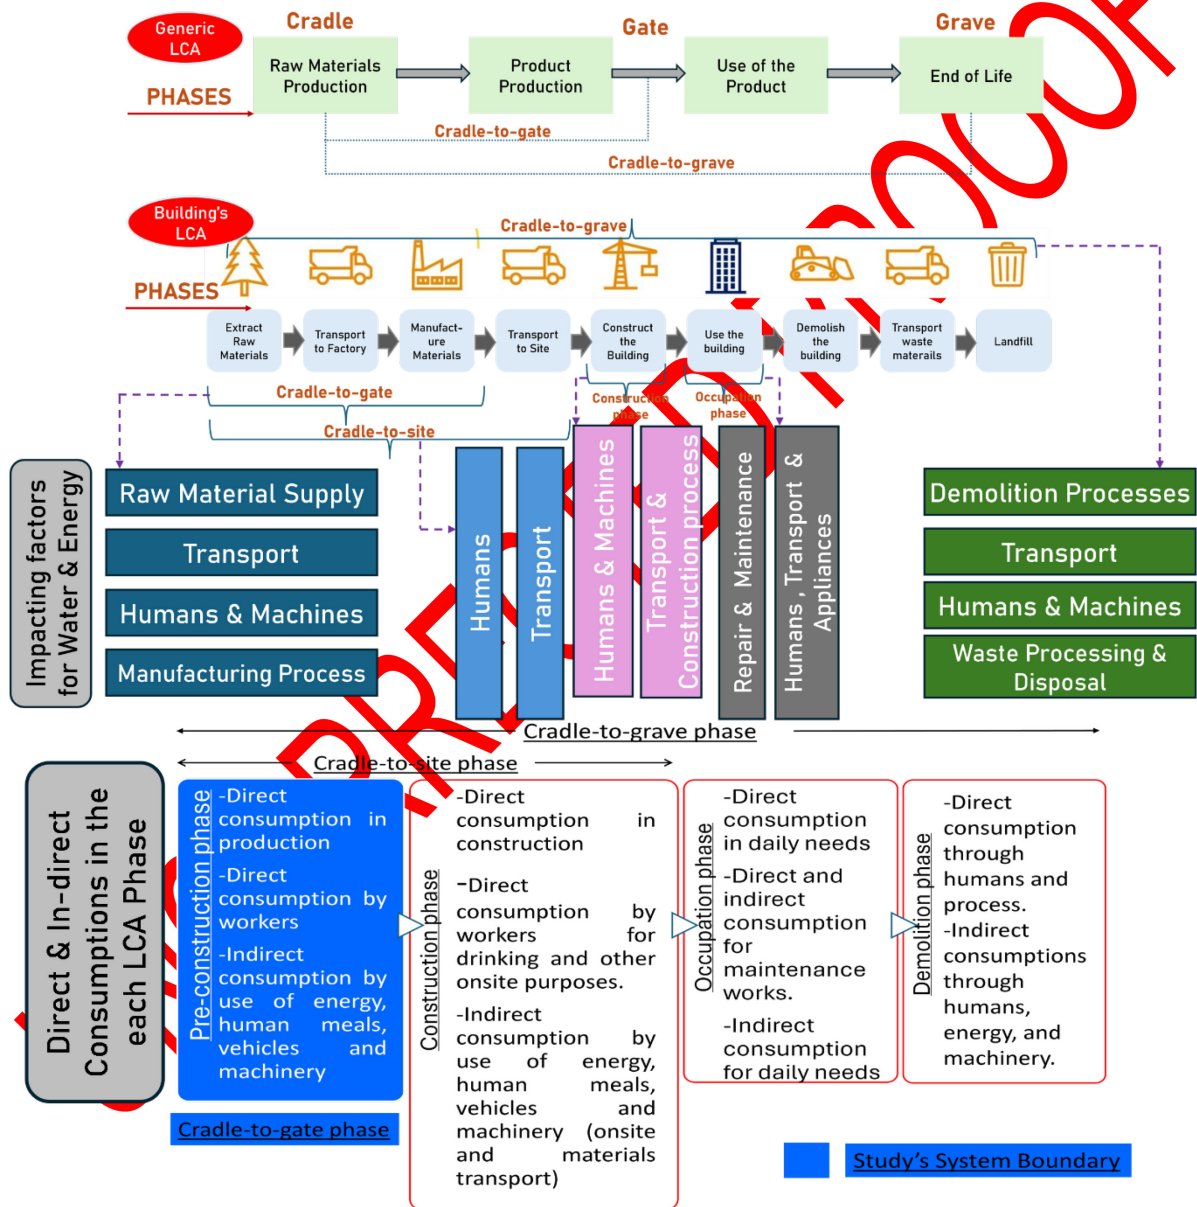 Cradle
Gate
Grave
Generic
LCA
Raw Materials
Production
Product
Production
Use of the
Product
End of Life
PHASES
Cradle-to-gate
Cradle-to-grave
Building's
LCA
Cradle-to-grave
PHASES
Extract
Raw
Materials
Transport
to Factory
Manufact-
ure
Materials
Transport
to Site
Construct
the
Building
Use the
building
Demolish
the
building
Transport
waste
materails
Landfill
Cradle-to-gate
Construction
phase
Occupation
phase
Cradle-to-site
Impacting factors
for Water & Energy
Raw Material Supply
Transport
Humans & Machines
Manufacturing Process
Humans
Transport
Humans & Machines
Transport &
Construction process
Repair & Maintenance
Humans , Transport &
Appliances
Demolition Processes
Transport
Humans & Machines
Waste Processing &
Disposal
Cradle-to-grave phase
Cradle-to-site phase
Direct & In-direct
Consumptions in the
each LCA Phase
Pre-construction phase
-Direct
consumption in
production
-Direct
consumption by
workers
-Indirect
consumption by
use of energy,
human meals,
vehicles and
machinery
Construction phase
-Direct
consumption in
construction
-Direct
consumption by
workers for
drinking and other
onsite purposes.
-Indirect
consumption by
use of energy,
human meals,
vehicles and
machinery (onsite
and materials
transport)
Occupation phase
-Direct
consumption
in daily needs
-Direct and
indirect
consumption
for
maintenance
works.
-Indirect
consumption
for daily needs
Demolition phase
-Direct
consumption
through
humans and
process.
-Indirect
consumptions
through
humans,
energy, and
machinery.
Cradle-to-gate phase
Study's System Boundary